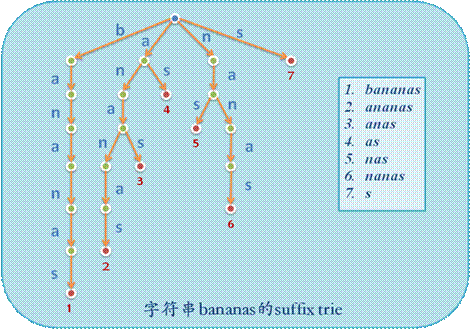 b a n s
a n s a
n a 4 s n 7
a n s 5 a
n a 3 s
a s 6
s 2
1
1. bananas
2. ananas
3. anas
4. as
5. nas
6. nanas
7. s
字符串bananas的suffix trie